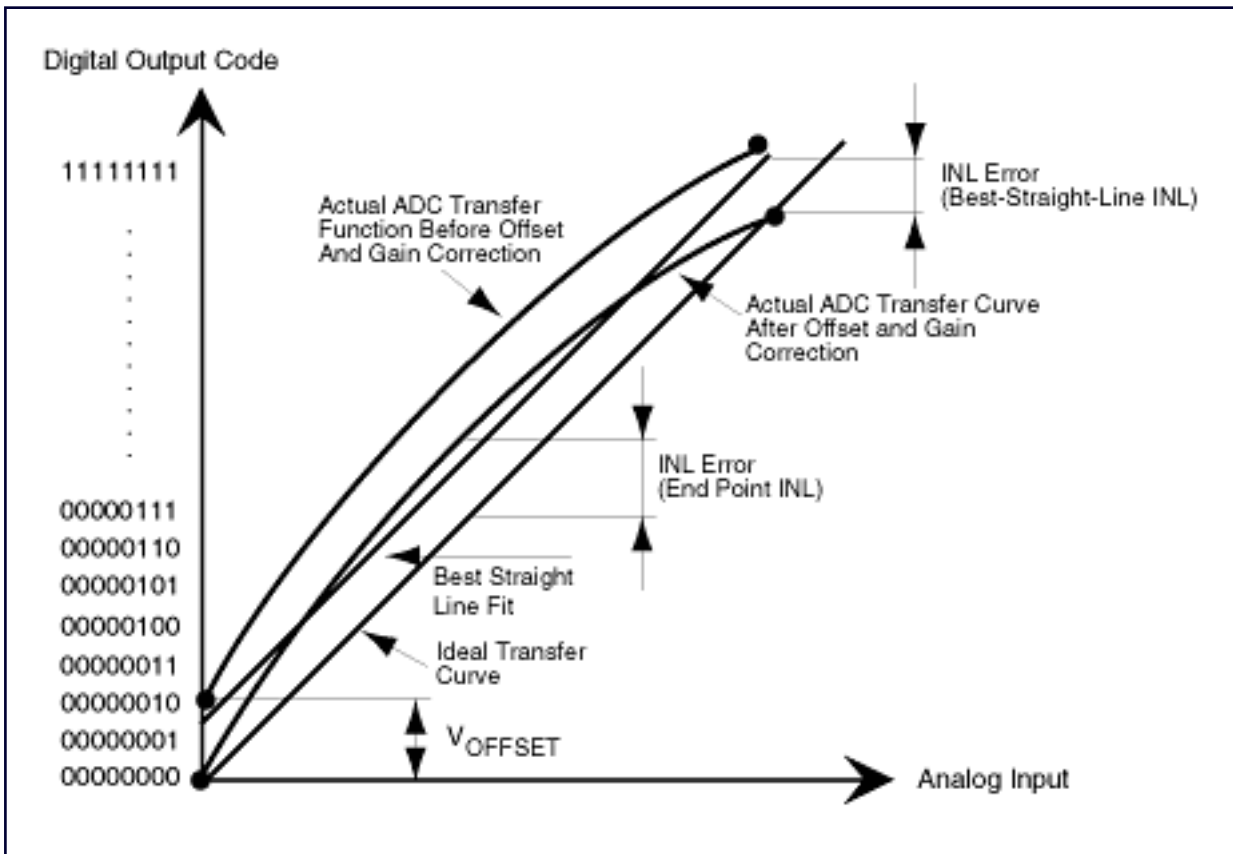 Digital Output Code
11111111
Actual ADC Transfer
Function Before Offset
And Gain Correction
INL Error
(Best-Straight-Line INL)
Actual ADC Transfer Curve
After Offset and Gain
Correction
INL Error
(End Point INL)
00000111
00000110
00000101
00000100
00000011
00000010
00000001
00000000
Best Straight
Line Fit
Ideal Transfer
Curve
VOFFSET
Analog Input